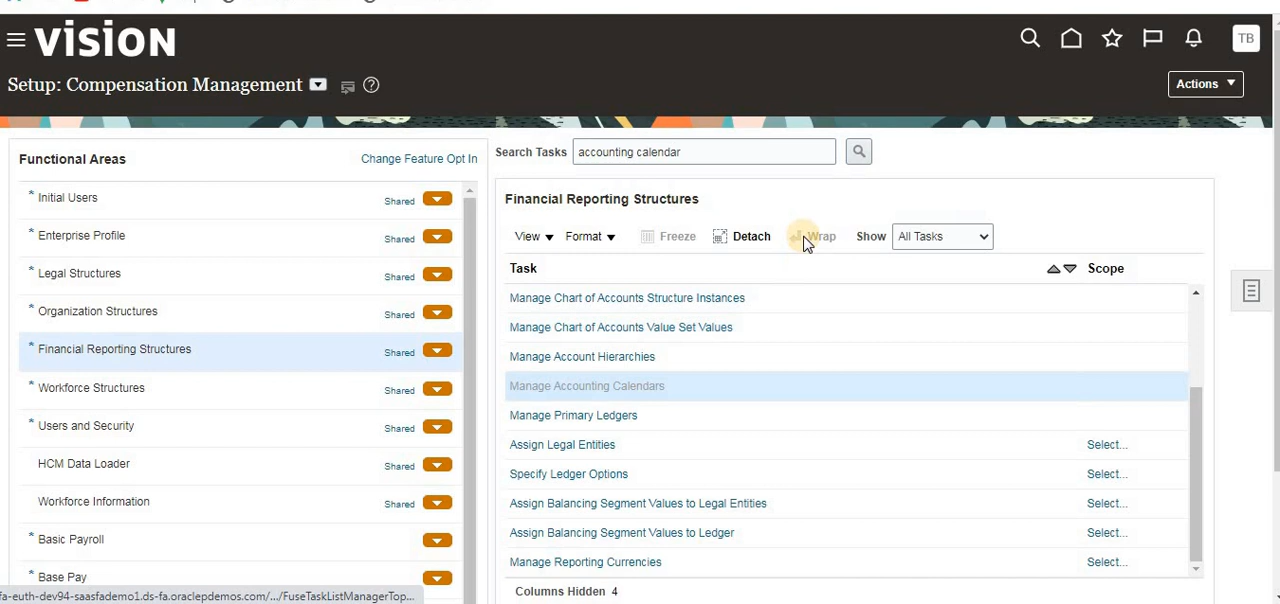 VISION
TB
Setup: Compensation Management
Actions
Functional Areas
Change Feature Opt In
* Initial Users Shared
* Enterprise Profile Shared
* Legal Structures Shared
* Organization Structures Shared
* Financial Reporting Structures Shared
* Workforce Structures Shared
* Users and Security Shared
HCM Data Loader Shared
Workforce Information Shared
* Basic Payroll
* Base Pay
fa-euth-dev94-saasfademo1.ds-fa.oraclepdemos.com/.../FuseTaskListManagerTop...
Search Tasks accounting calendar
Financial Reporting Structures
View Format Freeze Detach Wrap Show All Tasks
Task Scope
Manage Chart of Accounts Structure Instances
Manage Chart of Accounts Value Set Values
Manage Account Hierarchies
Manage Accounting Calendars
Manage Primary Ledgers
Assign Legal Entities Select...
Specify Ledger Options Select...
Assign Balancing Segment Values to Legal Entities Select...
Assign Balancing Segment Values to Ledger Select...
Manage Reporting Currencies Select...
Columns Hidden 4